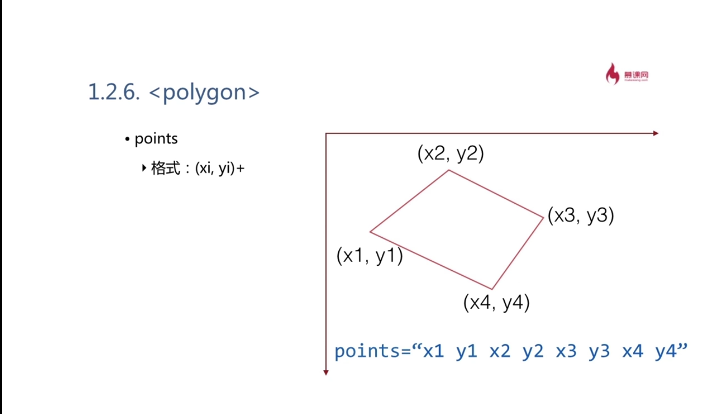 慕课网
1.2.6. <polygon>
• points
格式：(xi, yi)+
(x2, y2)
(x3, y3)
(x1, y1)
(x4, y4)
points=“x1 y1 x2 y2 x3 y3 x4 y4”